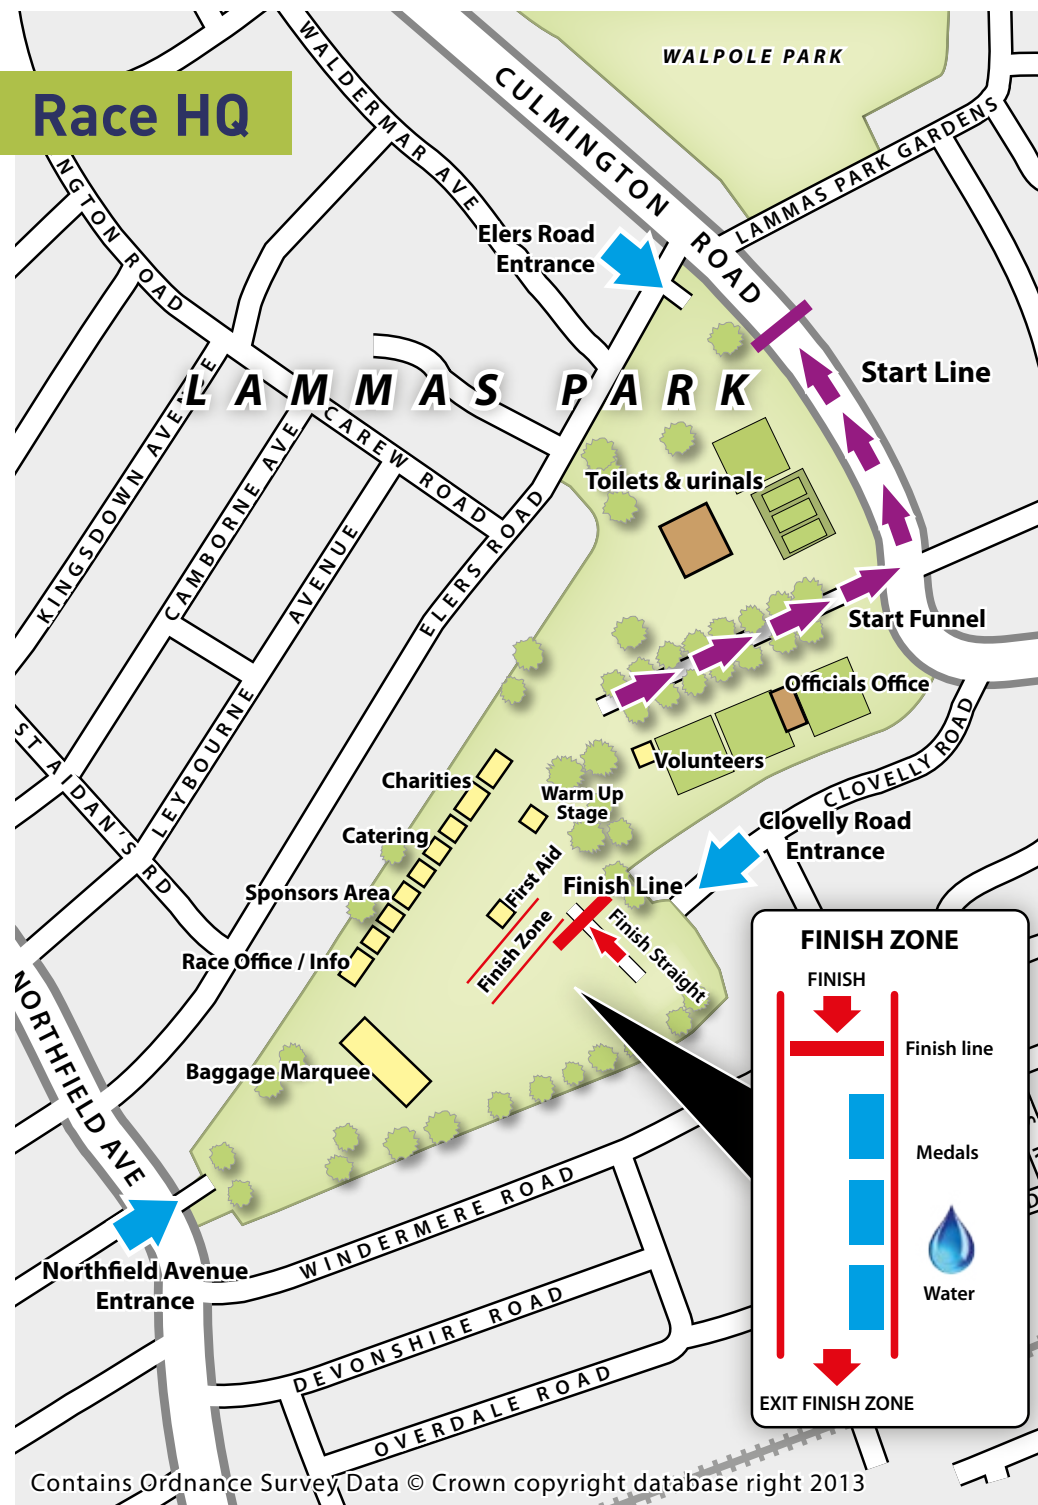 WALPOLE PARK
Race HQ
WALDERMAR AVE
CULMINGTON
ROAD
LAMMAS PARK GARDENS
NGTON ROAD
Elers Road
Entrance
Start Line
LAMMAS PARK
CAREW ROAD
KINGSDOWN AVE
CAMBORNE AVE
LEYBOURNE AVENUE
ELERS ROAD
Toilets & urinals
Start Funnel
Officials Office
Volunteers
CLOVELLY ROAD
ST AIDAN'S RD
Charities
Warm Up
Stage
Catering
Clovelly Road
Entrance
First Aid
Finish Line
Sponsors Area
Finish Zone
Finish Straight
Race Office / Info
Baggage Marquee
NORTHFIELD AVE
WINDERMERE ROAD
Northfield Avenue
Entrance
DEVONSHIRE ROAD
OVERDALE ROAD
FINISH ZONE
FINISH
Finish line
Medals
Water
EXIT FINISH ZONE
Contains Ordnance Survey Data © Crown copyright database right 2013